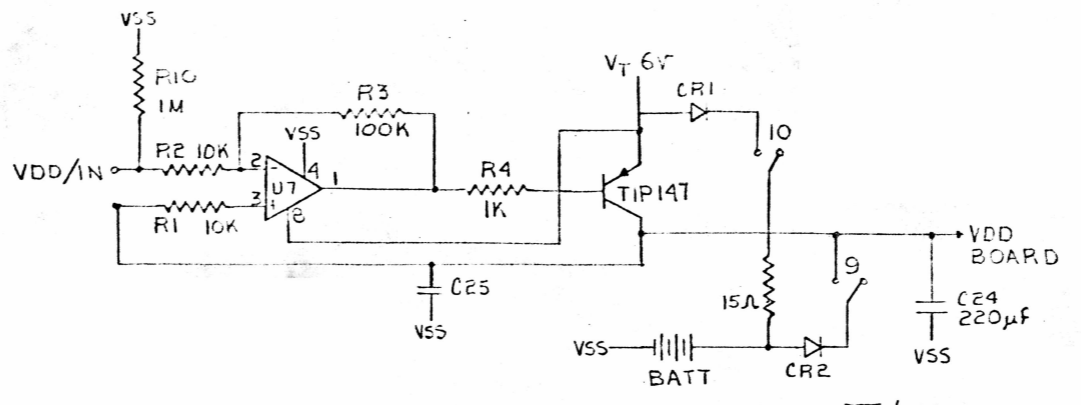 VSS
R10
1M
R2 10K
VDD/IN
R1 10K
R3
100K
VSS
2
3
4
8
1
-
+
U7
R4
1K
VT 6V
CR1
10
TIP147
VDD
BOARD
9
C25
VSS
15Ω
C24
220µf
VSS
VSS
BATT
CR2